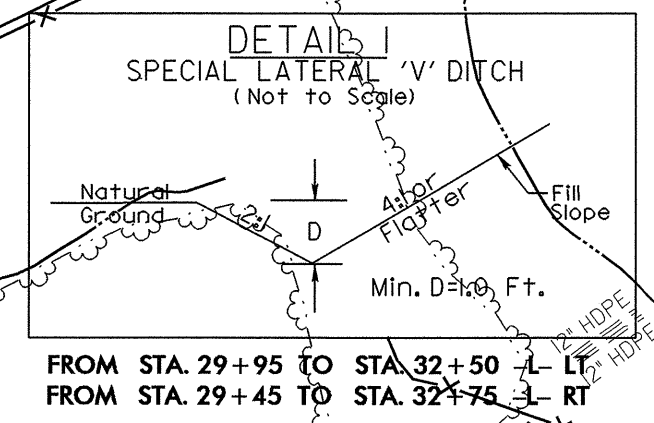 DETAIL 1
SPECIAL LATERAL 'V' DITCH
(Not to Scale)
Natural
Ground
2:1
D
4:1 or
Flatter
Fill
Slope
Min. D=1.0 Ft.
12" HDPE
12" HDPE
FROM STA. 29+95 TO STA. 32+50 -L- LT
FROM STA. 29+45 TO STA. 32+75 -L- RT